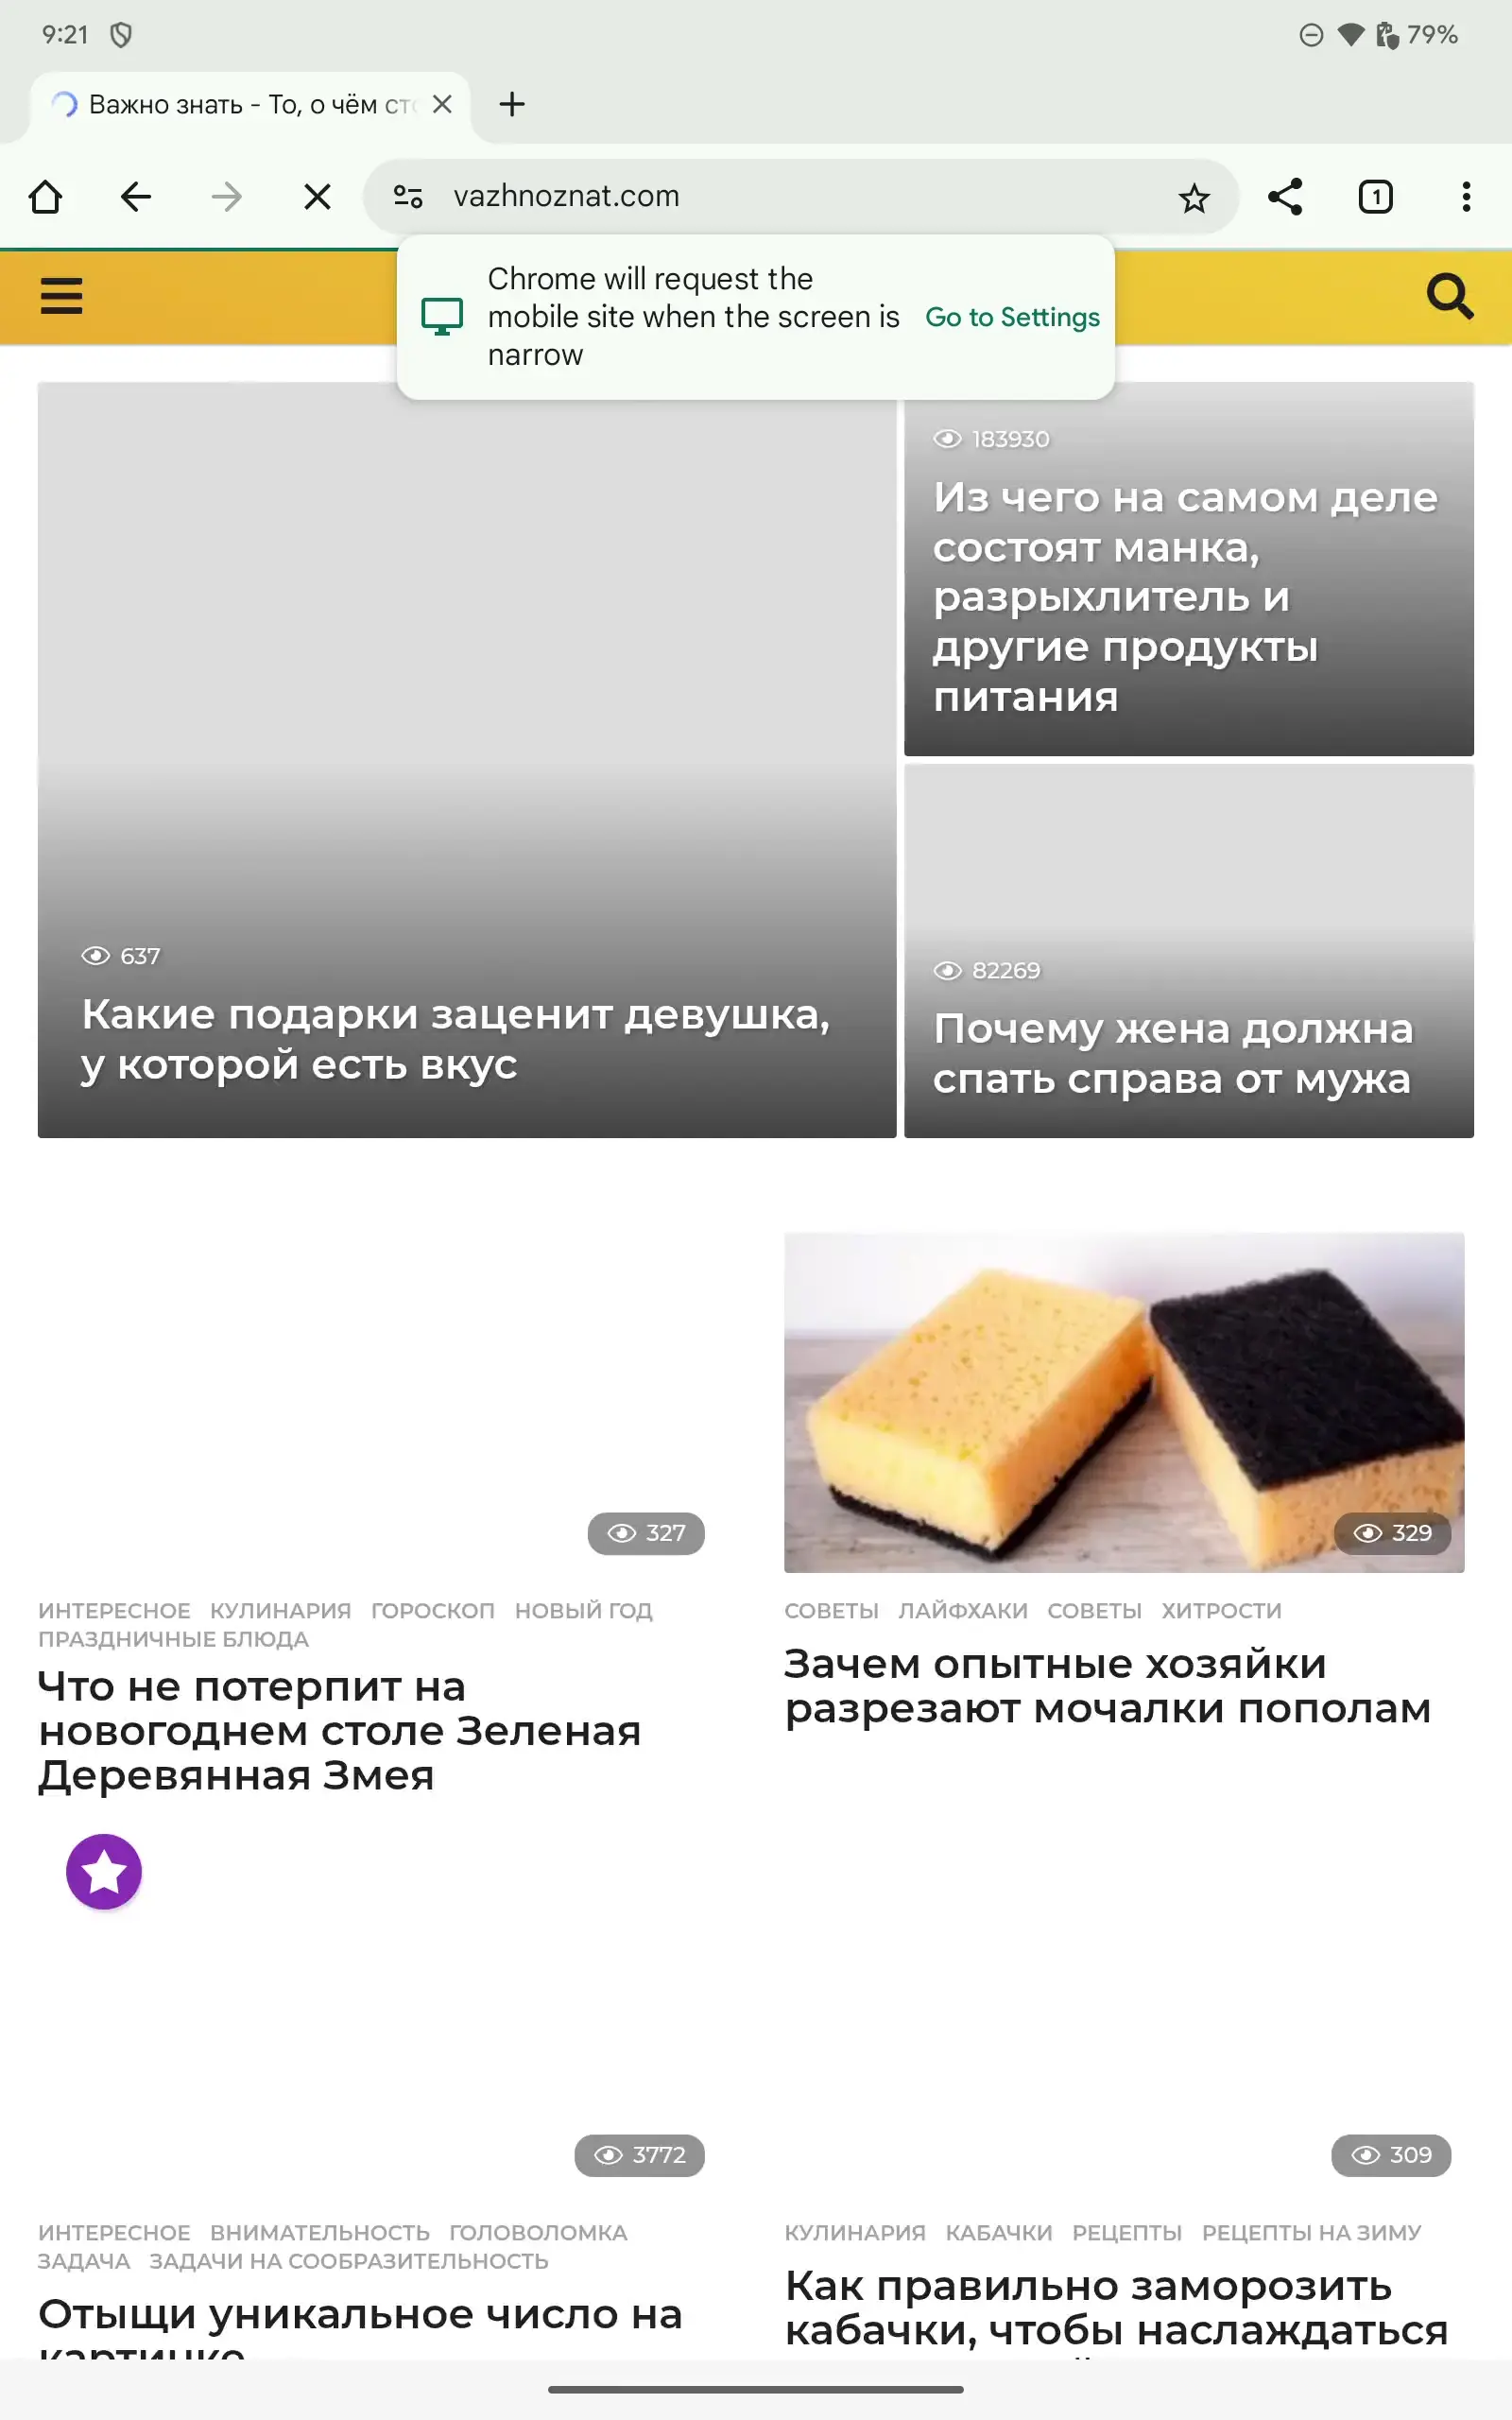 9:21
79%
Важно знать - То, о чём сто
vazhnoznat.com
1
Chrome will request the
mobile site when the screen is
narrow
Go to Settings
183930
Из чего на самом деле
состоят манка,
разрыхлитель и
другие продукты
питания
637
Какие подарки заценит девушка,
у которой есть вкус
82269
Почему жена должна
спать справа от мужа
327
ИНТЕРЕСНОЕ КУЛИНАРИЯ ГОРОСКОП НОВЫЙ ГОД
ПРАЗДНИЧНЫЕ БЛЮДА
Что не потерпит на
новогоднем столе Зеленая
Деревянная Змея
329
СОВЕТЫ ЛАЙФХАКИ СОВЕТЫ ХИТРОСТИ
Зачем опытные хозяйки
разрезают мочалки пополам
3772
ИНТЕРЕСНОЕ ВНИМАТЕЛЬНОСТЬ ГОЛОВОЛОМКА
ЗАДАЧА ЗАДАЧИ НА СООБРАЗИТЕЛЬНОСТЬ
Отыщи уникальное число на
картинке
309
КУЛИНАРИЯ КАБАЧКИ РЕЦЕПТЫ РЕЦЕПТЫ НА ЗИМУ
Как правильно заморозить
кабачки, чтобы наслаждаться